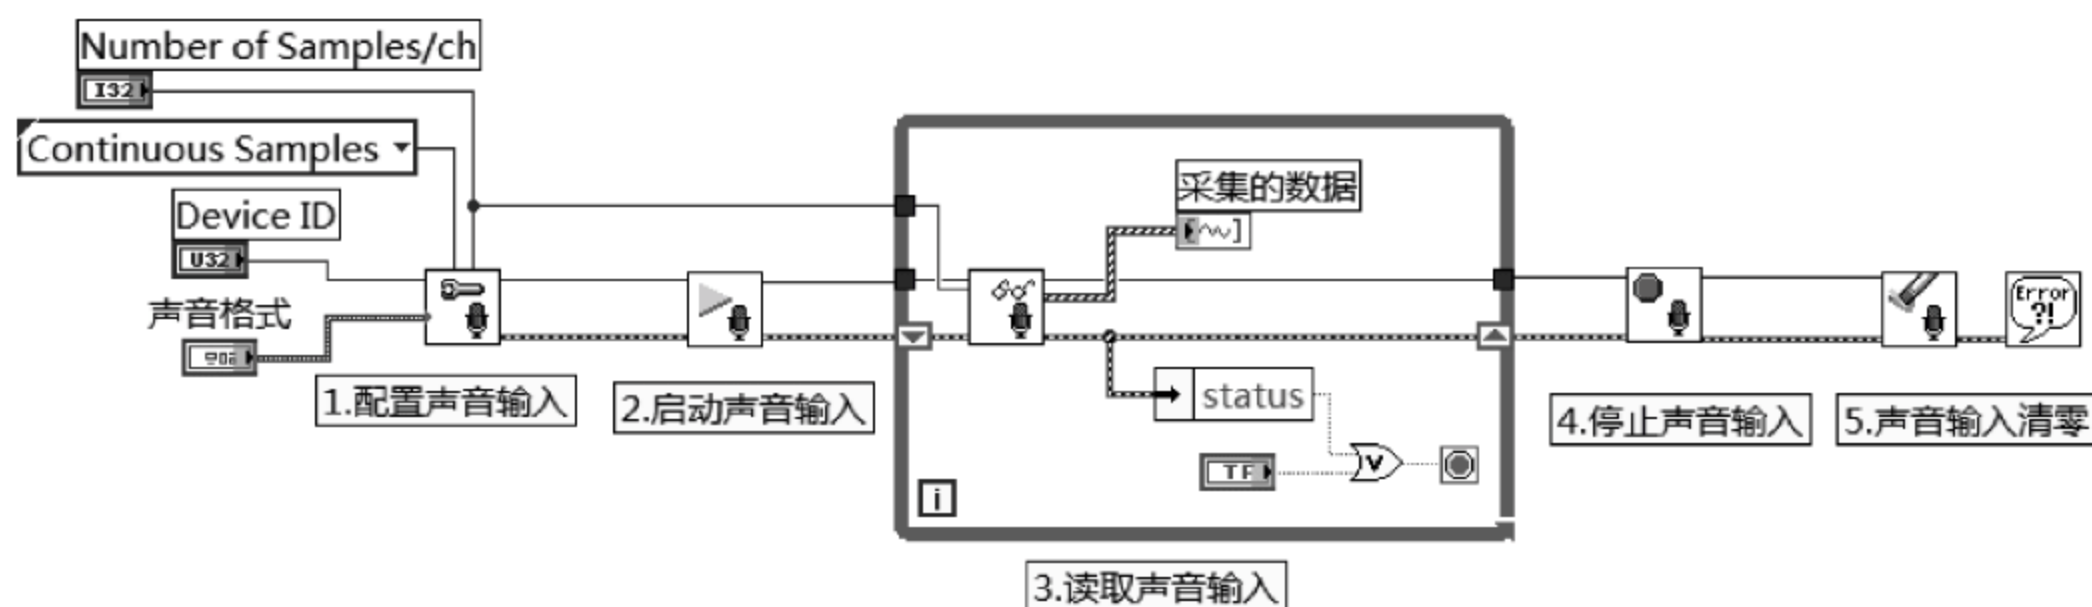 Number of Samples/ch
I32
Continuous Samples
Device ID
U32
声音格式
1.配置声音输入
2.启动声音输入
采集的数据
status
TF
i
3.读取声音输入
4.停止声音输入
5.声音输入清零
Error
?!